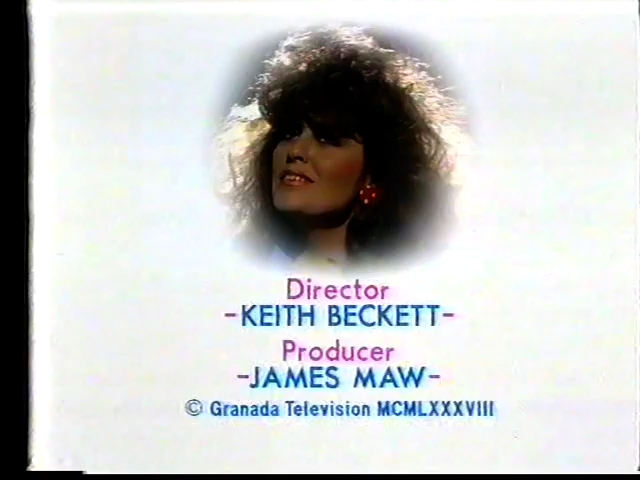 Director
-KEITH BECKETT-
Producer
-JAMES MAW-
© Granada Television MCMLXXXVIII